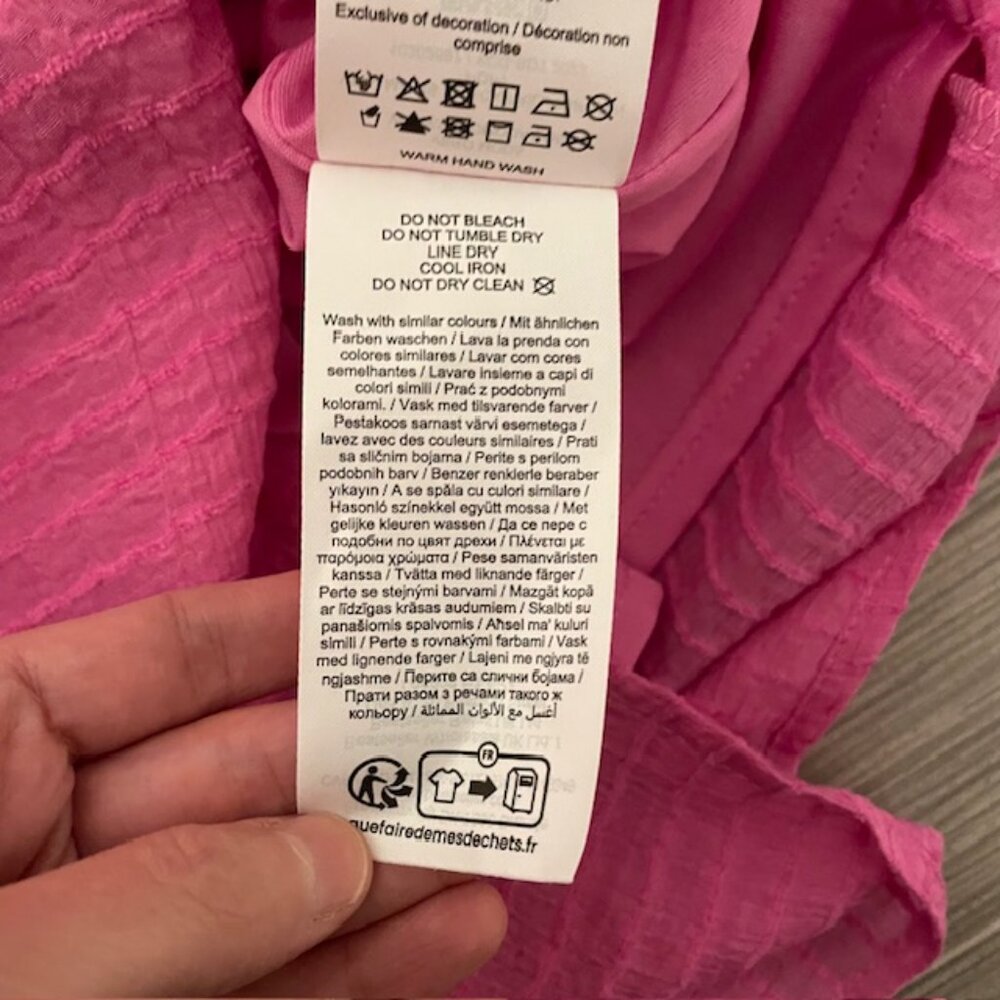 Exclusive of decoration / Décoration non
comprise
WARM HAND WASH
DO NOT BLEACH
DO NOT TUMBLE DRY
LINE DRY
COOL IRON
DO NOT DRY CLEAN
Wash with similar colours / Mit ähnlichen
Farben waschen / Lava la prenda con
colores similares / Lavar com cores
semelhantes / Lavare insieme a capi di
colori simili / Prać z podobnymi
kolorami. / Vask med tilsvarende farver /
Pestakoos sarnast värvi esemetega /
lavez avec des couleurs similaires / Prati
sa sličnim bojama / Perite s perilom
podobnih barv / Benzer renklerle beraber
yıkayın / A se spăla cu culori similare /
Hasonló színekkel együtt mossa / Met
gelijke kleuren wassen / Да се пере с
подобни по цвят дрехи / Πλένεται με
παρόμοια χρώματα / Pese samanväristen
kanssa / Tvätta med liknande färger /
Perte se stejnými barvami / Mazgāt kopā
ar līdzīgas krāsas audumiem / Skalbti su
panašiomis spalvomis / Aħsel ma' kuluri
simili / Perte s rovnakými farbami / Vask
med lignende farger / Lajeni me ngjyra të
ngjashme / Перите са слични бојама /
Прати разом з речами такого ж
кольору / أغسل مع الألوان المماثلة
FR
quefairedemesdechets.fr